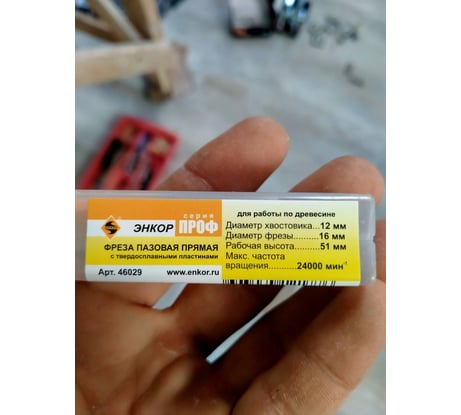 ЭНКОР
серия
ПРОФ
ФРЕЗА ПАЗОВАЯ ПРЯМАЯ
с твердосплавными пластинами
Арт. 46029 www.enkor.ru
для работы по древесине
Диаметр хвостовика...12 мм
Диаметр фрезы..........16 мм
Рабочая высота..........51 мм
Макс. частота
вращения....24000 мин⁻¹